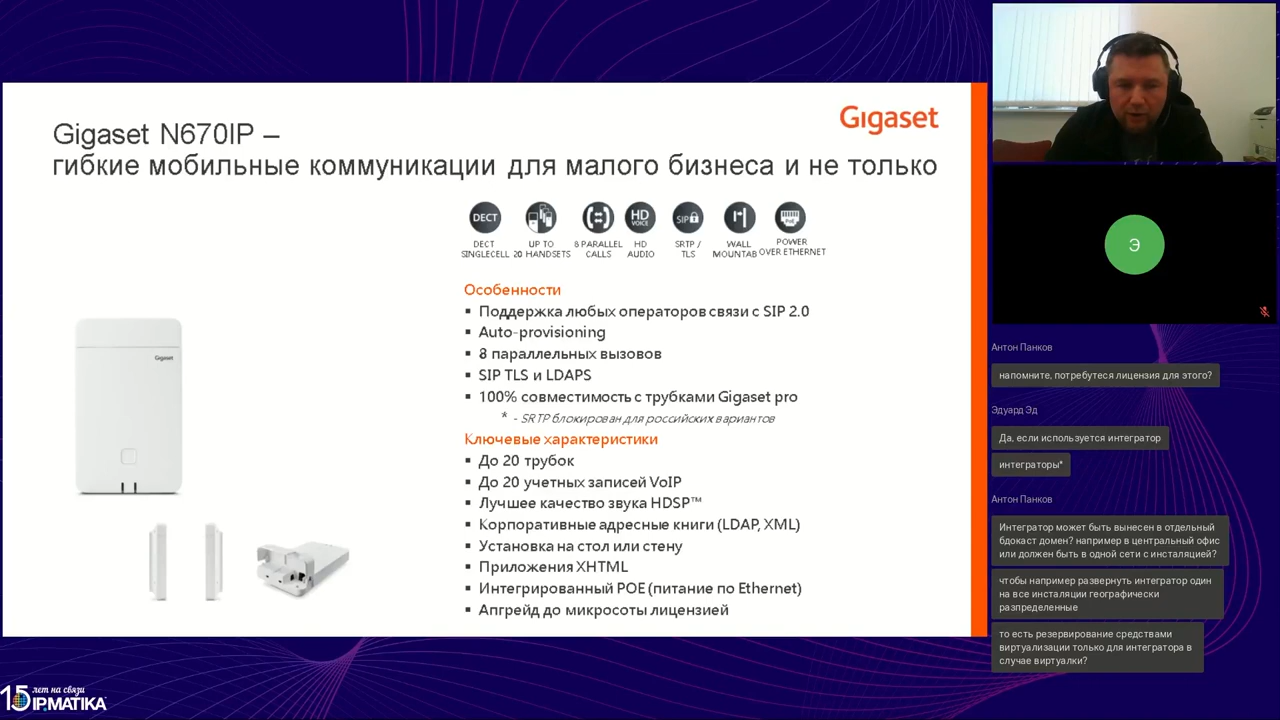 Gigaset N670IP –
гибкие мобильные коммуникации для малого бизнеса и не только
Gigaset
DECT
HD
VOICE
SIP
PoE
DECT
SINGLECELL
UP TO
20 HANDSETS
8 PARALLEL
CALLS
HD
AUDIO
SRTP /
TLS
WALL
MOUNTAB
POWER
OVER ETHERNET
Особенности
Поддержка любых операторов связи с SIP 2.0
Auto-provisioning
8 параллельных вызовов
SIP TLS и LDAPS
100% совместимость с трубками Gigaset pro
* - SRTP блокирован для российских вариантов
Ключевые характеристики
До 20 трубок
До 20 учетных записей VoIP
Лучшее качество звука HDSP™
Корпоративные адресные книги (LDAP, XML)
Установка на стол или стену
Приложения XHTML
Интегрированный POE (питание по Ethernet)
Апгрейд до микросоты лицензией
Gigaset
15 лет на связи
IPMATIKA
Э
Антон Панков
напомните, потребутеся лицензия для этого?
Эдуард Эд
Да, если используется интегратор
интеграторы*
Антон Панков
Интегратор может быть вынесен в отдельный
бдокаст домен? например в центральный офис
или должен быть в одной сети с инсталяцией?
чтобы например развернуть интегратор один
на все инсталяции географически
разпределенные
то есть резервирование средствами
виртуализации только для интегратора в
случае виртуалки?